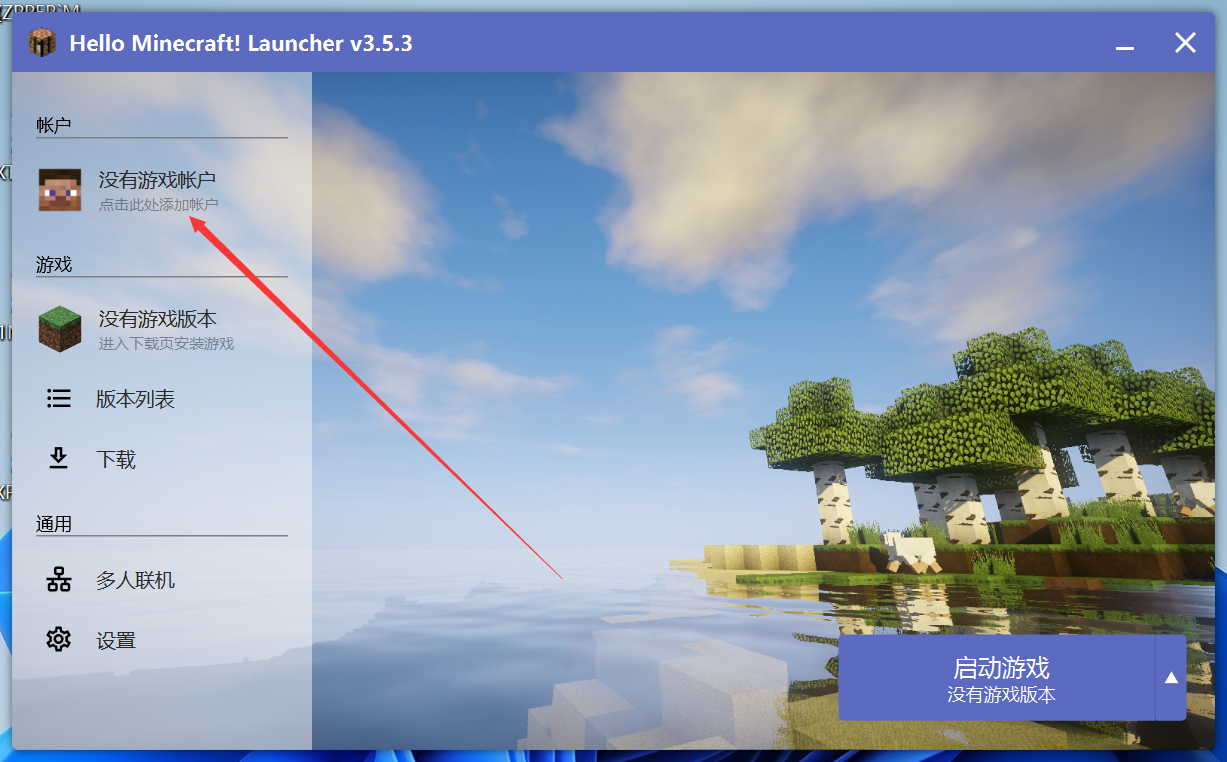 Hello Minecraft! Launcher v3.5.3
帐户
没有游戏帐户
点击此处添加帐户
游戏
没有游戏版本
进入下载页安装游戏
版本列表
下载
通用
多人联机
设置
启动游戏
没有游戏版本